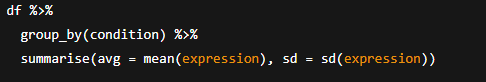 df %>%
  group_by(condition) %>%
  summarise(avg = mean(expression), sd = sd(expression))